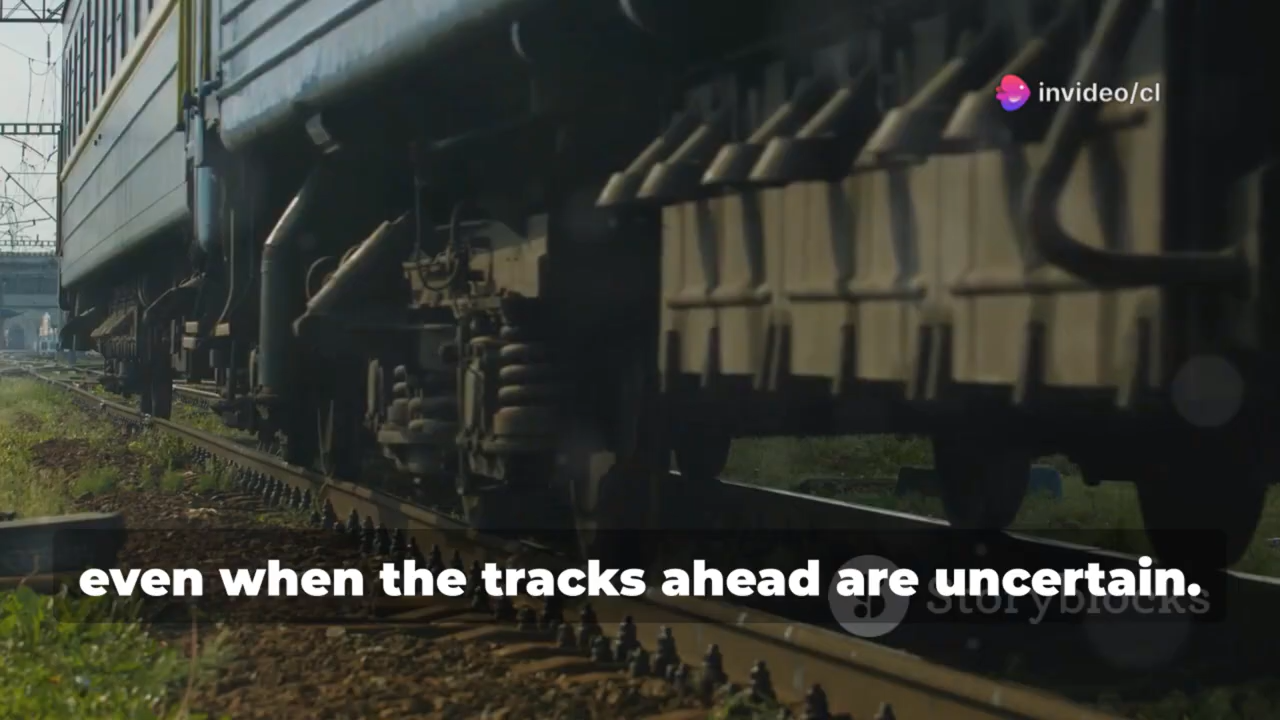 invideo/cl
even when the tracks ahead are uncertain.
Storyblocks